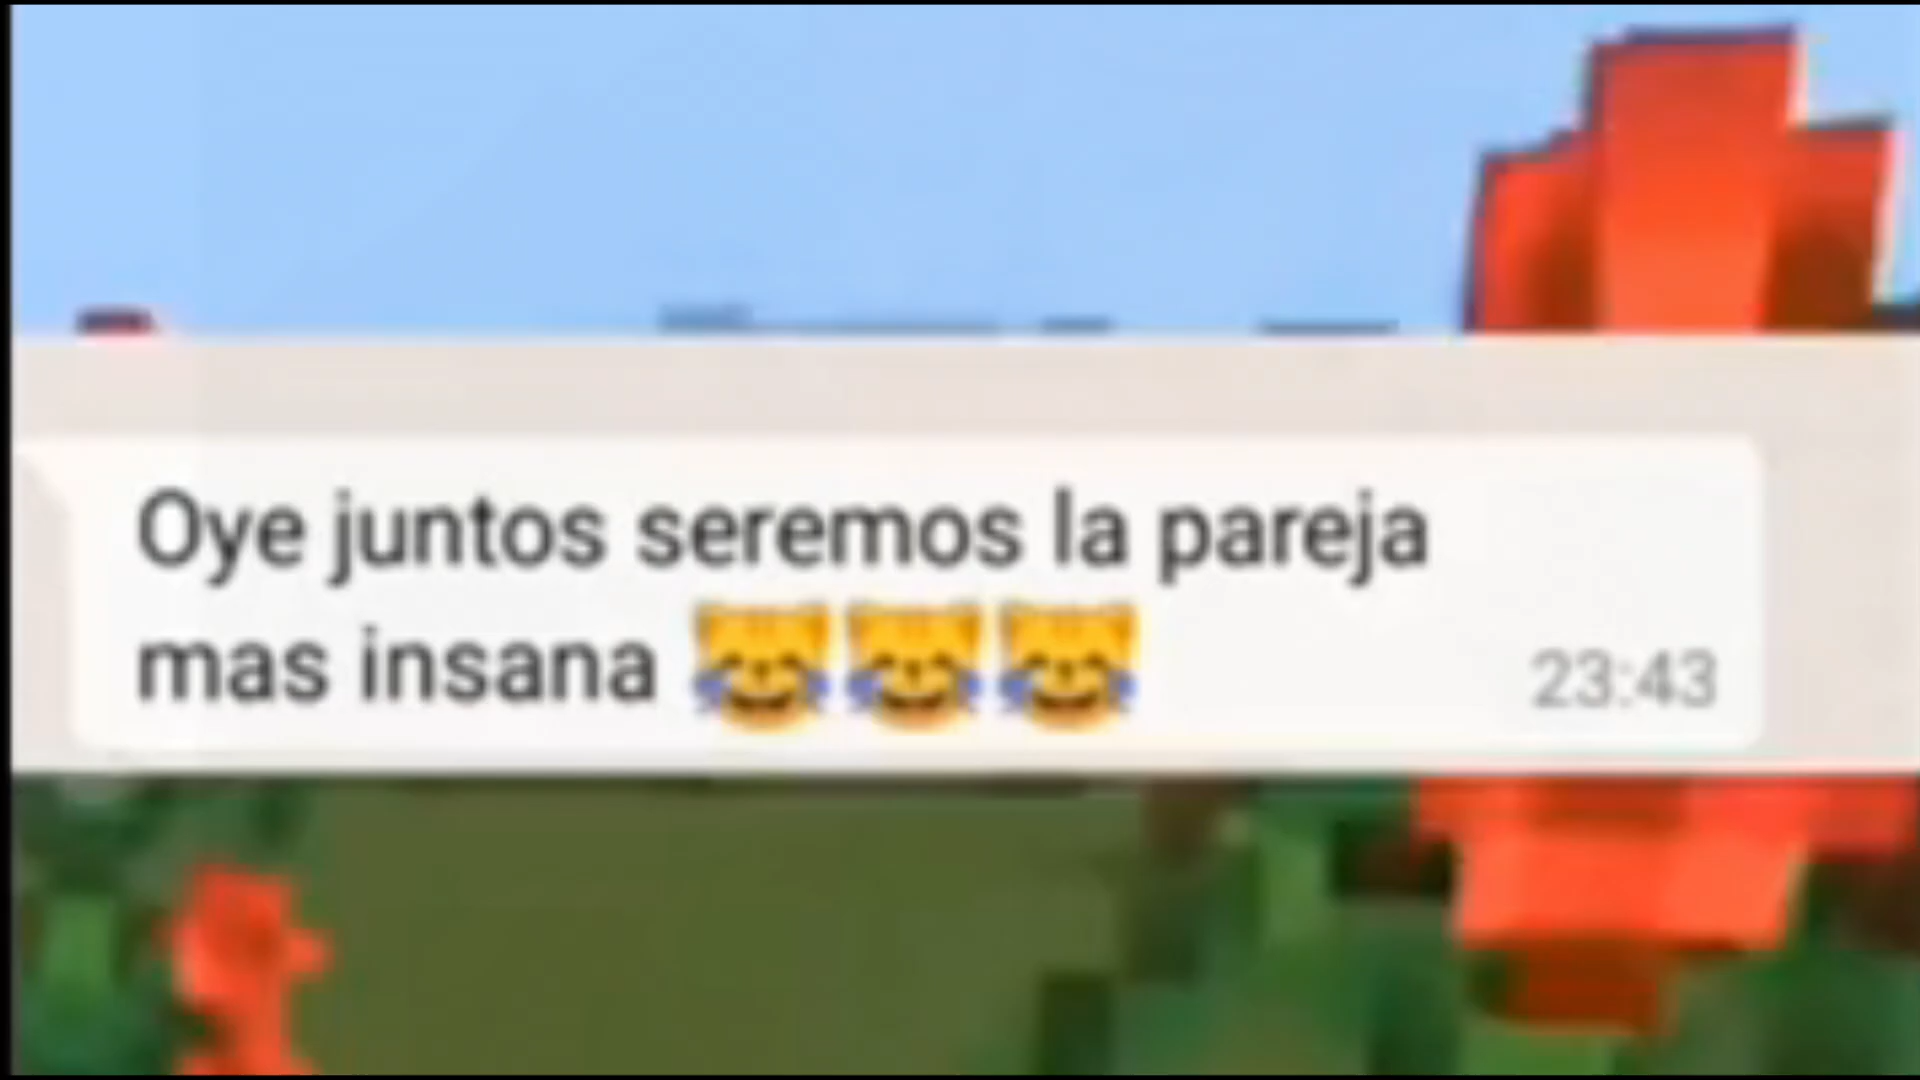 Oye juntos seremos la pareja
mas insana 😹😹😹
23:43